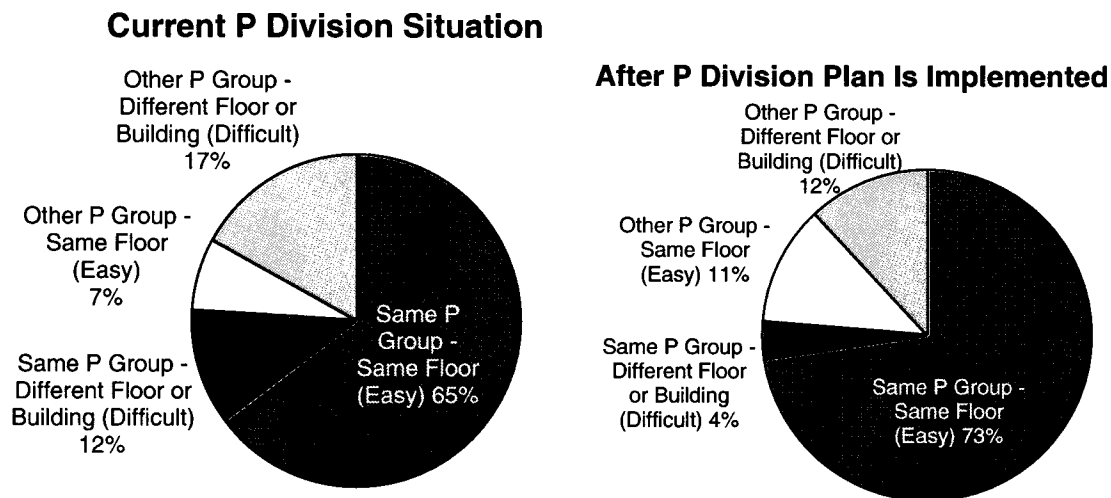 Current P Division Situation
Other P Group -
Different Floor or
Building (Difficult)
17%
Other P Group -
Same Floor
(Easy)
7%
Same P Group -
Different Floor or
Building (Difficult)
12%
Same P
Group -
Same Floor
(Easy) 65%
After P Division Plan Is Implemented
Other P Group -
Different Floor or
Building (Difficult)
12%
Other P Group -
Same Floor
(Easy) 11%
Same P Group -
Different Floor
or Building
(Difficult) 4%
Same P Group -
Same Floor
(Easy) 73%